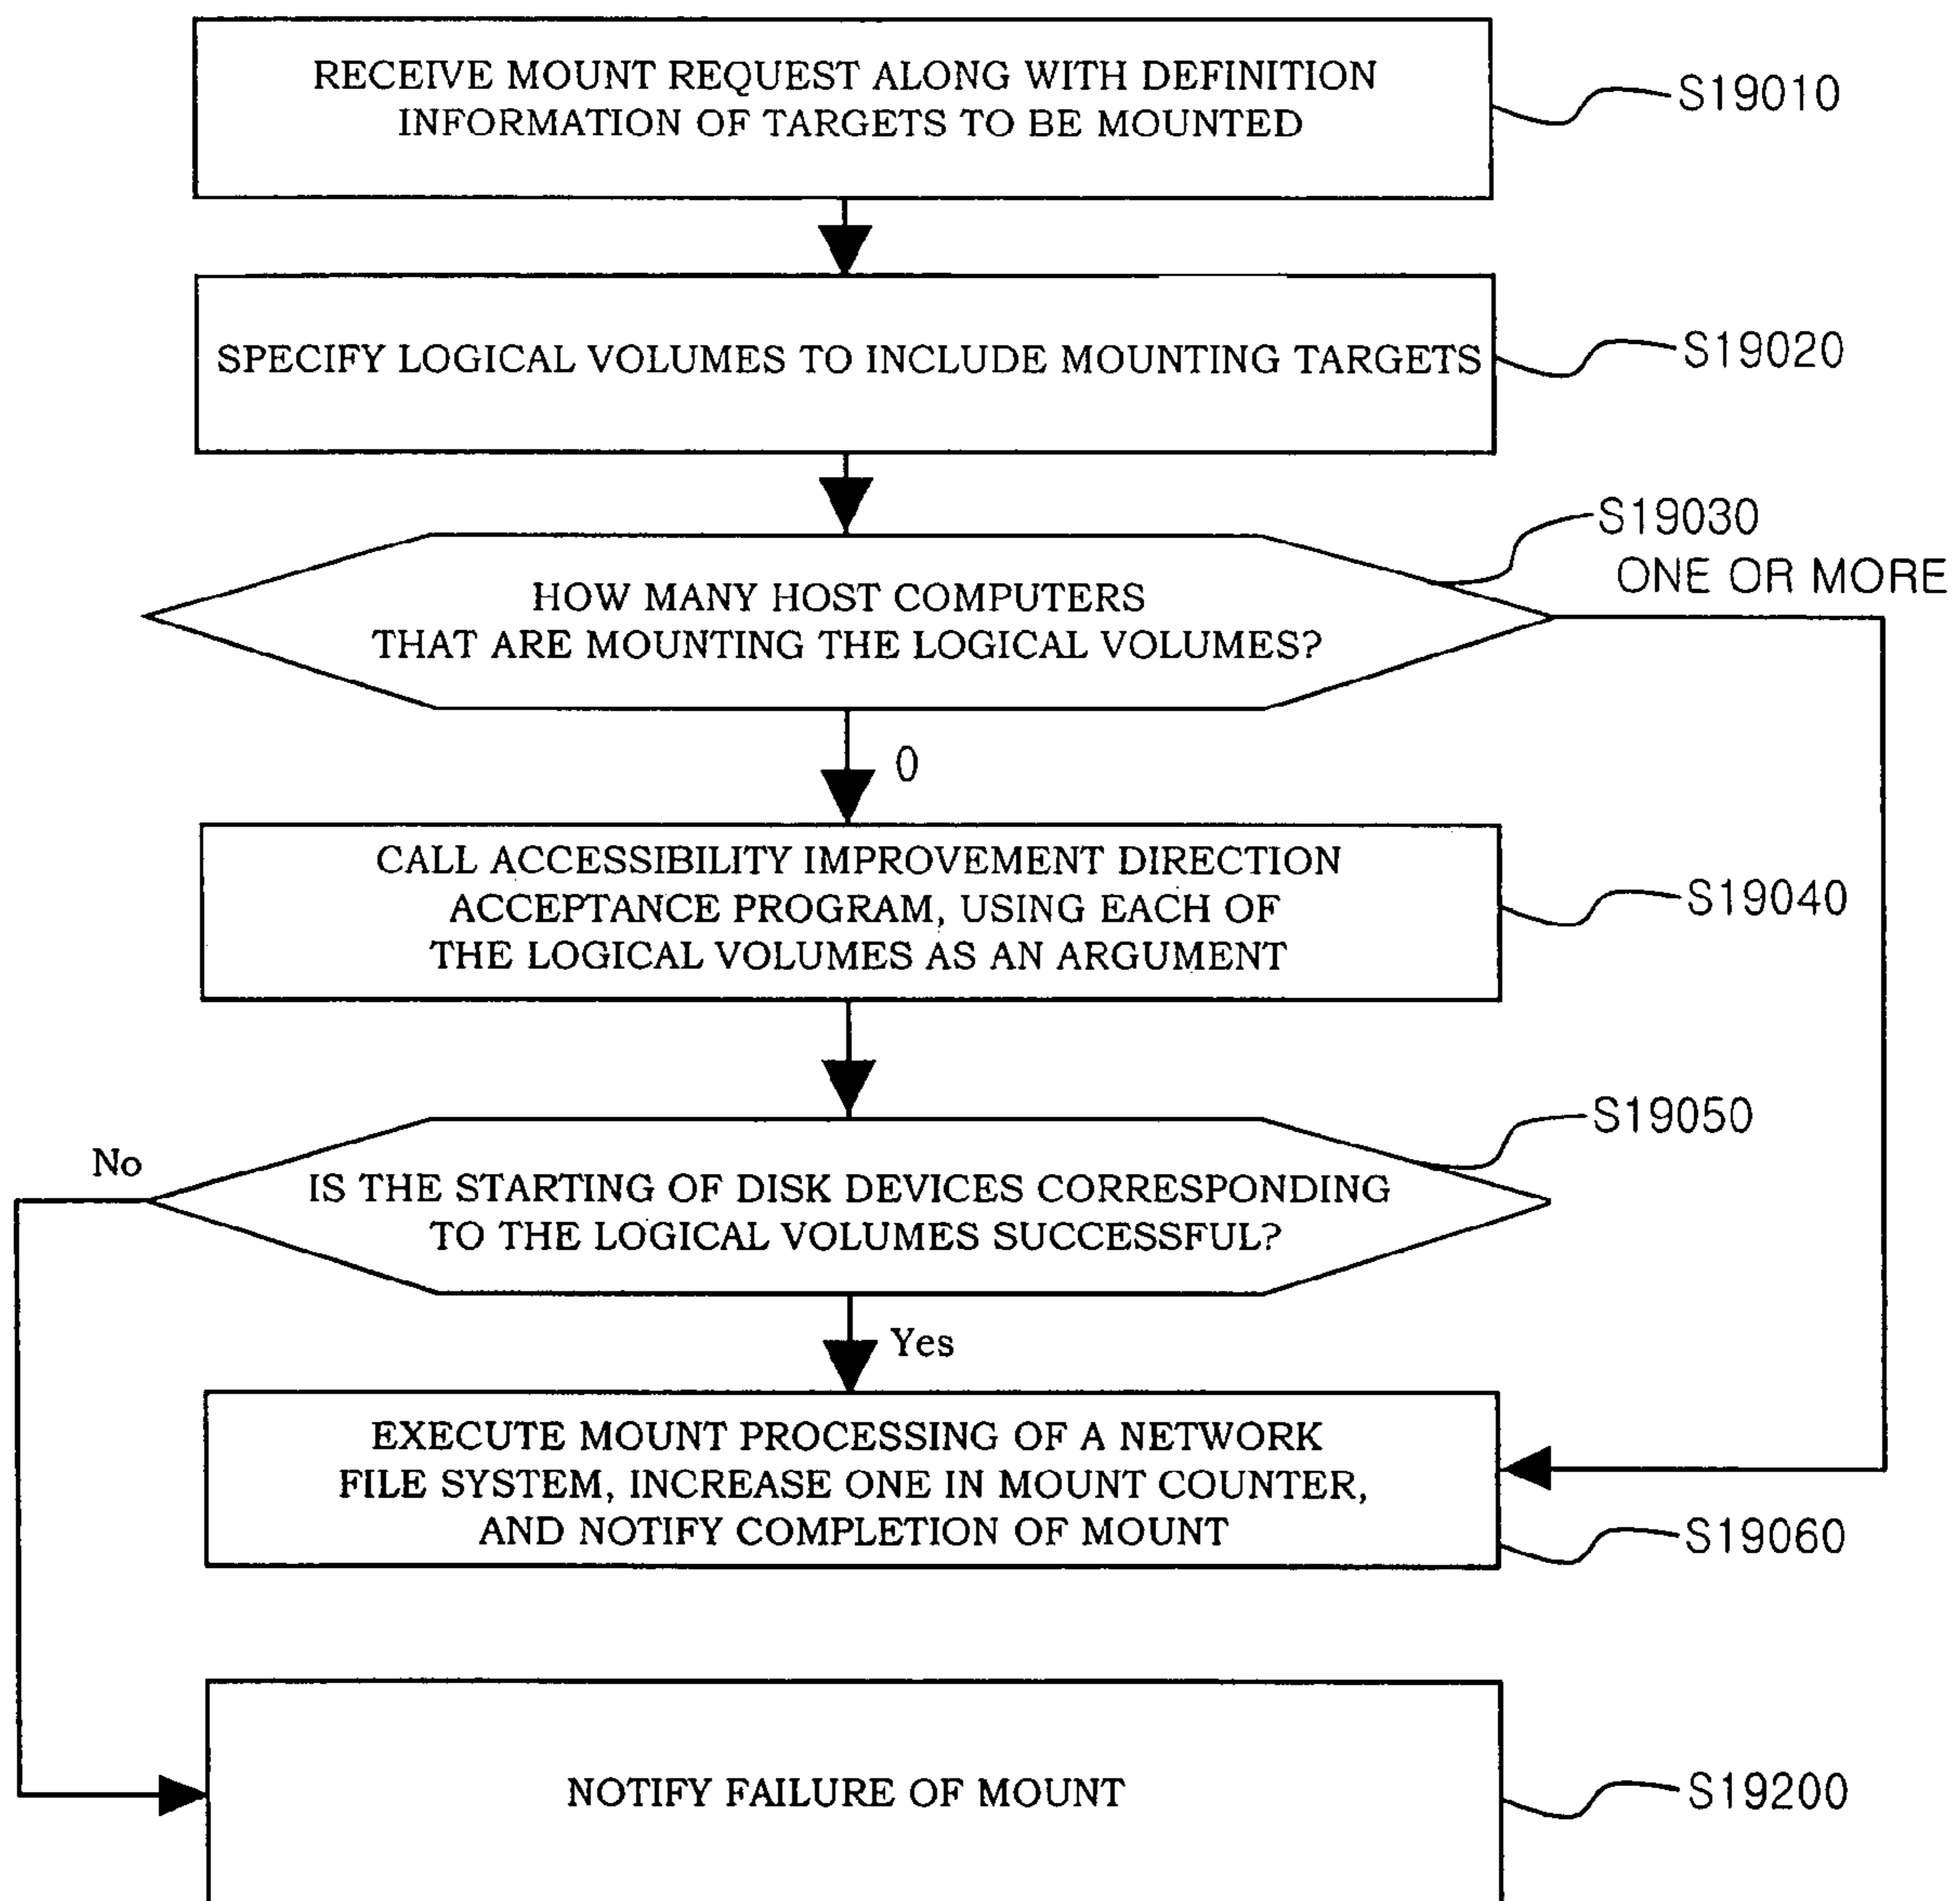 RECEIVE MOUNT REQUEST ALONG WITH DEFINITION
INFORMATION OF TARGETS TO BE MOUNTED
S19010
SPECIFY LOGICAL VOLUMES TO INCLUDE MOUNTING TARGETS
S19020
S19030
ONE OR MORE
HOW MANY HOST COMPUTERS
THAT ARE MOUNTING THE LOGICAL VOLUMES?
0
CALL ACCESSIBILITY IMPROVEMENT DIRECTION
ACCEPTANCE PROGRAM, USING EACH OF
THE LOGICAL VOLUMES AS AN ARGUMENT
S19040
S19050
No
IS THE STARTING OF DISK DEVICES CORRESPONDING
TO THE LOGICAL VOLUMES SUCCESSFUL?
Yes
EXECUTE MOUNT PROCESSING OF A NETWORK
FILE SYSTEM, INCREASE ONE IN MOUNT COUNTER,
AND NOTIFY COMPLETION OF MOUNT
S19060
NOTIFY FAILURE OF MOUNT
S19200